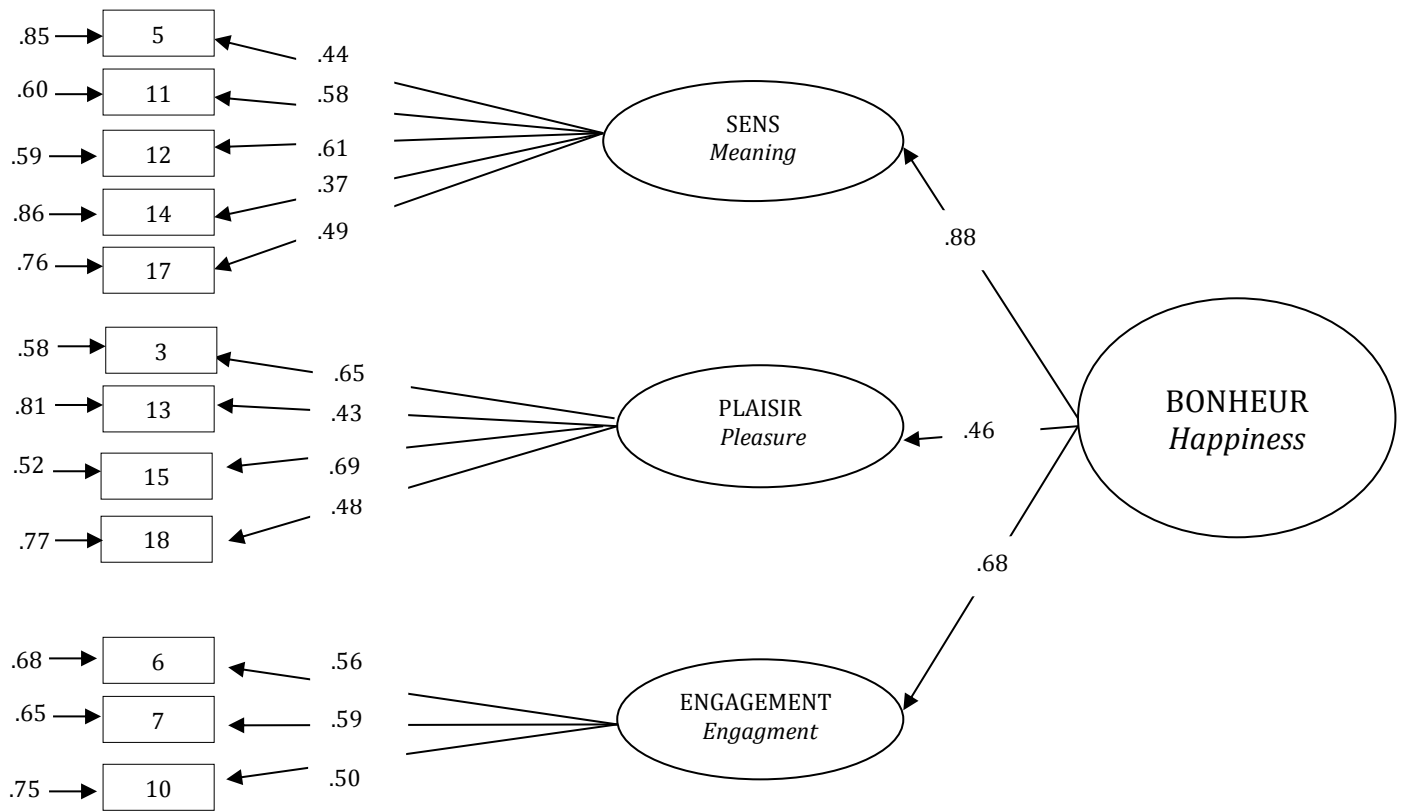 .85 5 .44
.60 11 .58
.59 12 .61
.86 14 .37
.76 17 .49
SENS
Meaning
.88
.58 3 .65
.81 13 .43
.52 15 .69
.77 18 .48
PLAISIR
Pleasure
.46
BONHEUR
Happiness
.68
.68 6 .56
.65 7 .59
.75 10 .50
ENGAGEMENT
Engagment